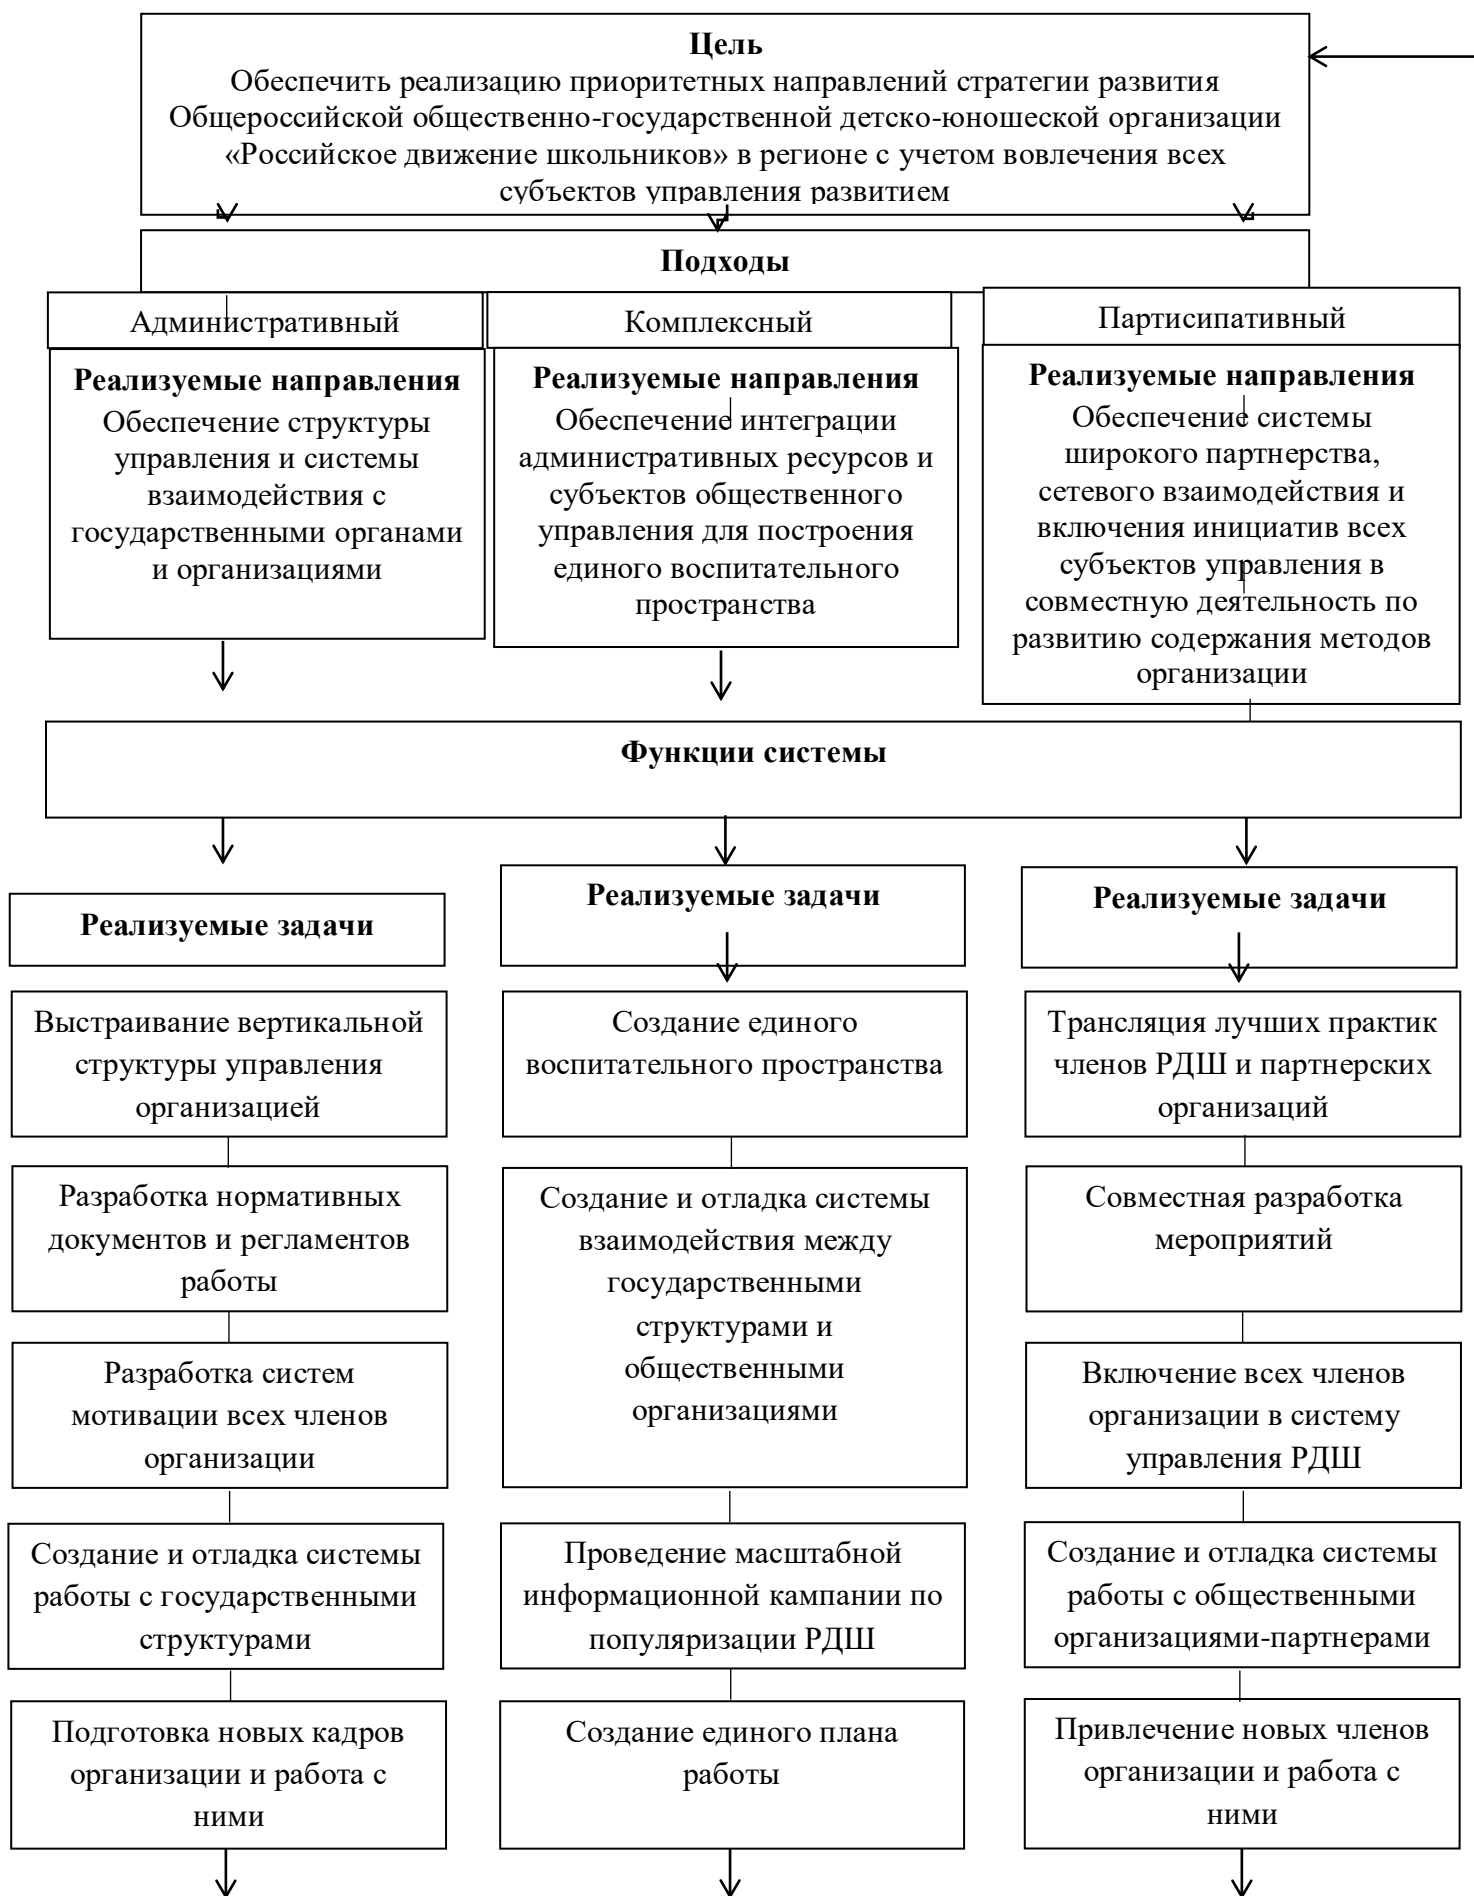 Цель
Обеспечить реализацию приоритетных направлений стратегии развития
Общероссийской общественно-государственной детско-юношеской организации
«Российское движение школьников» в регионе с учетом вовлечения всех
субъектов управления развитием
Подходы
Административный
Реализуемые направления
Обеспечение структуры
управления и системы
взаимодействия с
государственными органами
и организациями
Комплексный
Реализуемые направления
Обеспечение интеграции
административных ресурсов и
субъектов общественного
управления для построения
единого воспитательного
пространства
Партисипативный
Реализуемые направления
Обеспечение системы
широкого партнерства,
сетевого взаимодействия и
включения инициатив всех
субъектов управления в
совместную деятельность по
развитию содержания методов
организации
Функции системы
Реализуемые задачи
Выстраивание вертикальной
структуры управления
организацией
Разработка нормативных
документов и регламентов
работы
Разработка систем
мотивации всех членов
организации
Создание и отладка системы
работы с государственными
структурами
Подготовка новых кадров
организации и работа с
ними
Реализуемые задачи
Создание единого
воспитательного пространства
Создание и отладка системы
взаимодействия между
государственными
структурами и
общественными
организациями
Проведение масштабной
информационной кампании по
популяризации РДШ
Создание единого плана
работы
Реализуемые задачи
Трансляция лучших практик
членов РДШ и партнерских
организаций
Совместная разработка
мероприятий
Включение всех членов
организации в систему
управления РДШ
Создание и отладка системы
работы с общественными
организациями-партнерами
Привлечение новых членов
организации и работа с
ними